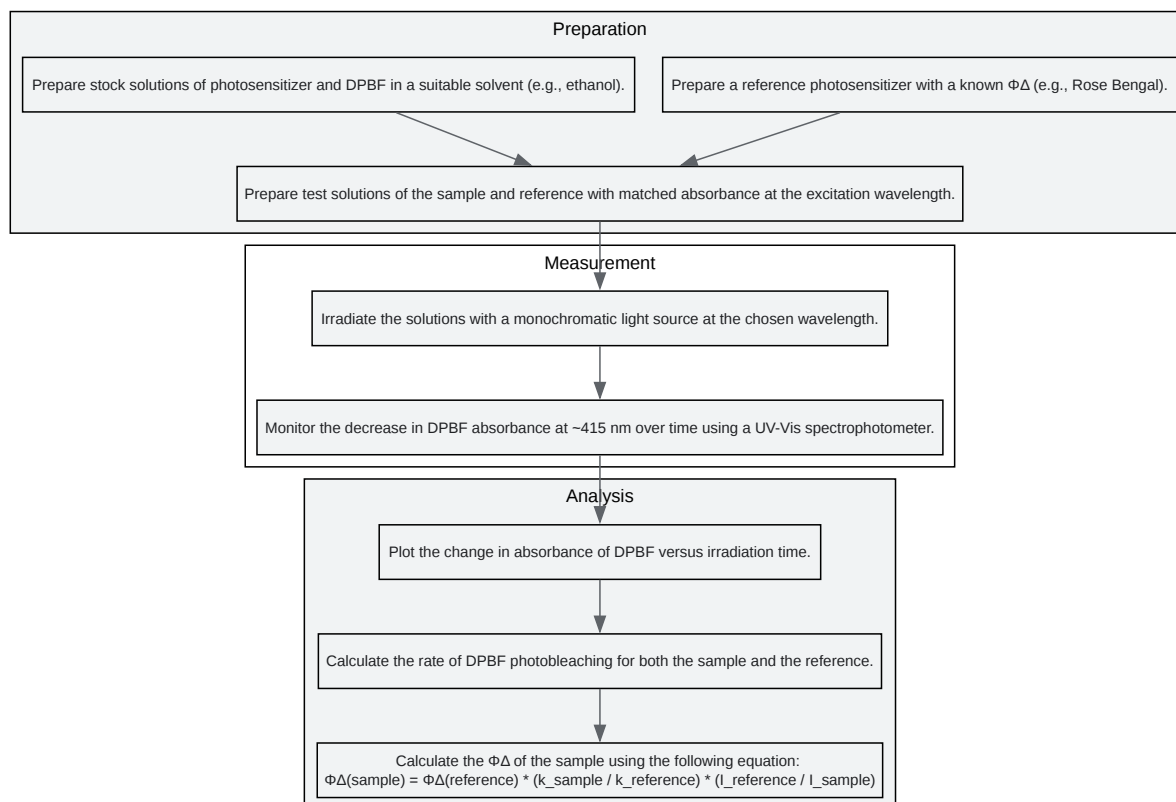 Preparation
Prepare stock solutions of photosensitizer and DPBF in a suitable solvent (e.g., ethanol).
Prepare a reference photosensitizer with a known ΦΔ (e.g., Rose Bengal).
Prepare test solutions of the sample and reference with matched absorbance at the excitation wavelength.
Measurement
Irradiate the solutions with a monochromatic light source at the chosen wavelength.
Monitor the decrease in DPBF absorbance at ~415 nm over time using a UV-Vis spectrophotometer.
Analysis
Plot the change in absorbance of DPBF versus irradiation time.
Calculate the rate of DPBF photobleaching for both the sample and the reference.
Calculate the ΦΔ of the sample using the following equation:
ΦΔ(sample) = ΦΔ(reference) * (k_sample / k_reference) * (I_reference / I_sample)